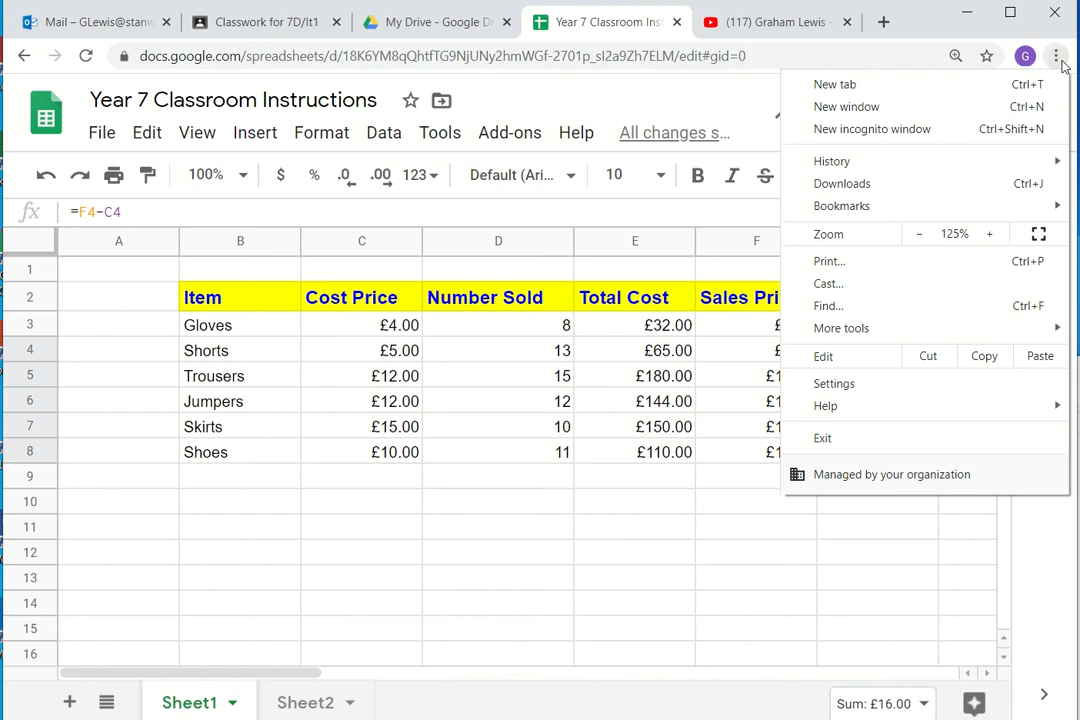 Mail – GLewis@stanw
Classwork for 7D/It1
My Drive - Google Dr
Year 7 Classroom Inst
(117) Graham Lewis -
docs.google.com/spreadsheets/d/18K6YM8qQhtfTG9NjUNy2hmWGf-2701p_sI2a9Zh7ELM/edit#gid=0
G
Year 7 Classroom Instructions
File Edit View Insert Format Data Tools Add-ons Help All changes s...
100% $ % .0 .00 123 Default (Ari... 10 B I S
fx =F4-C4
A B C D E F
1
2 Item Cost Price Number Sold Total Cost Sales Pri
3 Gloves £4.00 8 £32.00 £
4 Shorts £5.00 13 £65.00 £
5 Trousers £12.00 15 £180.00 £1
6 Jumpers £12.00 12 £144.00 £1
7 Skirts £15.00 10 £150.00 £1
8 Shoes £10.00 11 £110.00 £1
9
10
11
12
13
14
15
16
New tab Ctrl+T
New window Ctrl+N
New incognito window Ctrl+Shift+N
History
Downloads Ctrl+J
Bookmarks
Zoom - 125% +
Print... Ctrl+P
Cast...
Find... Ctrl+F
More tools
Edit Cut Copy Paste
Settings
Help
Exit
Managed by your organization
Sheet1 Sheet2 Sum: £16.00